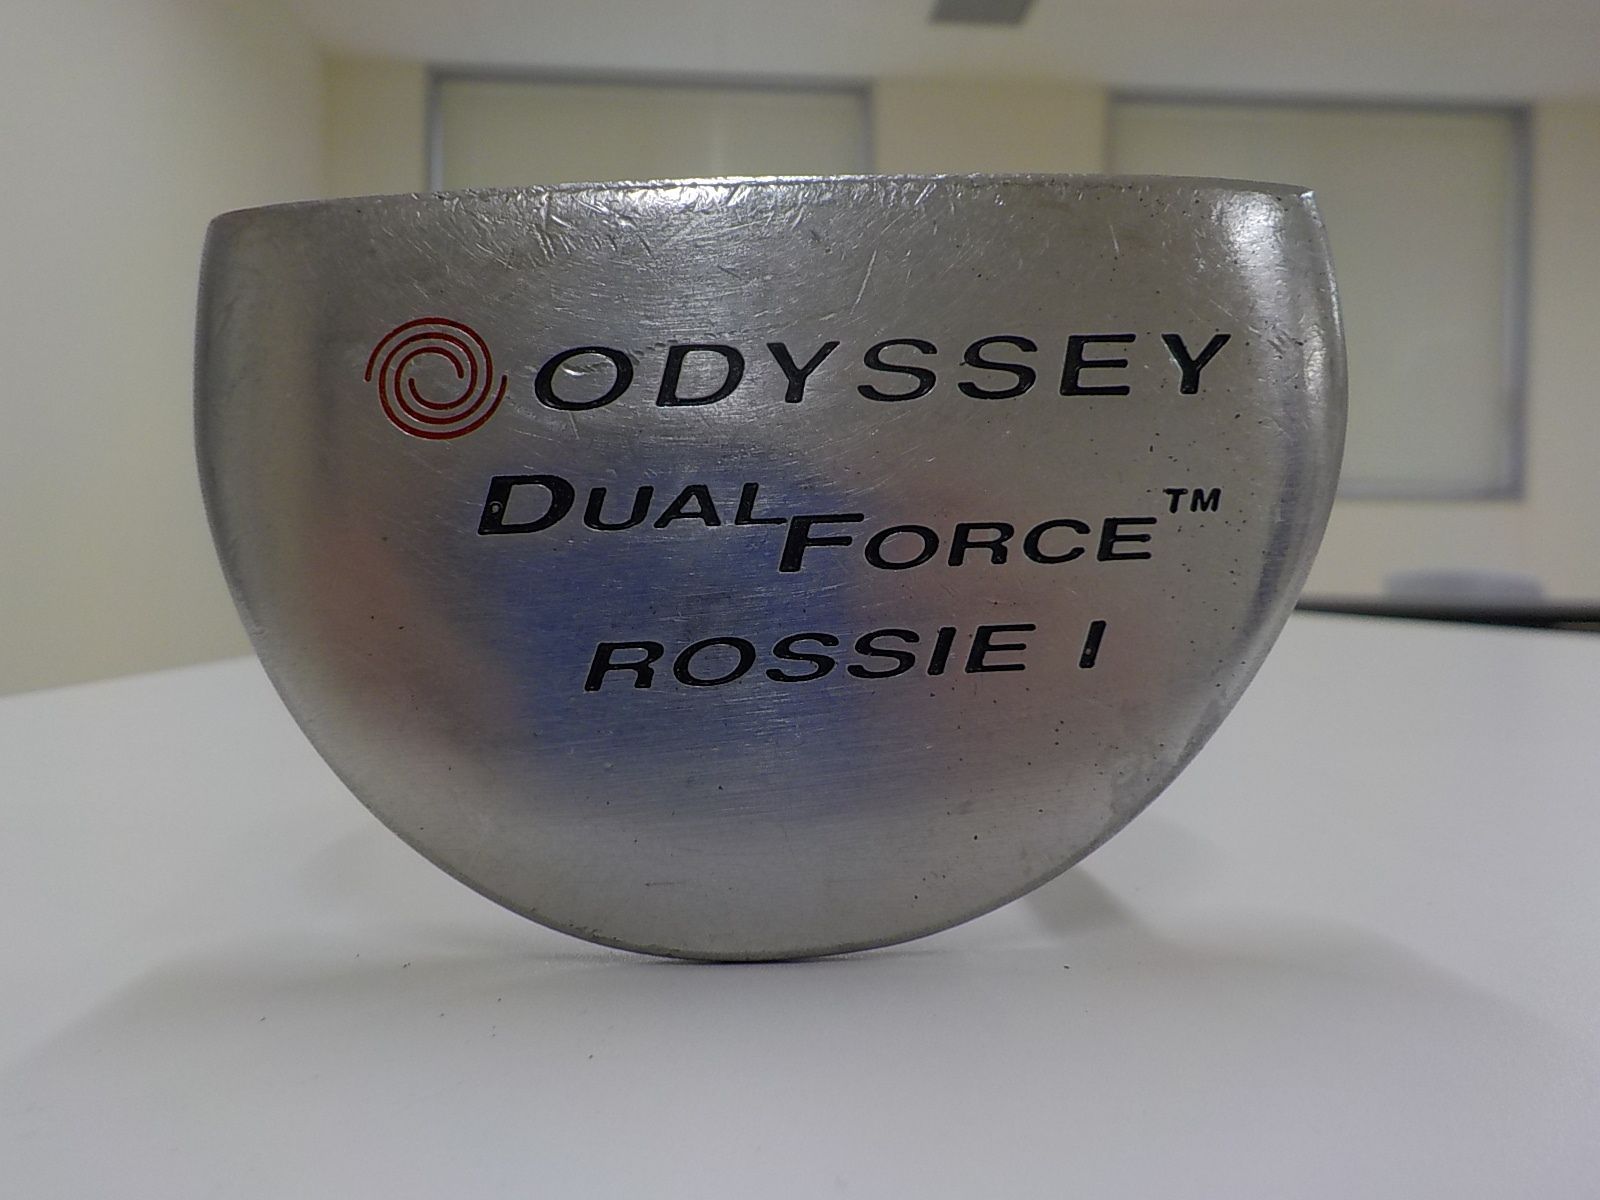 ODYSSEY
DUAL FORCE™
ROSSIE I